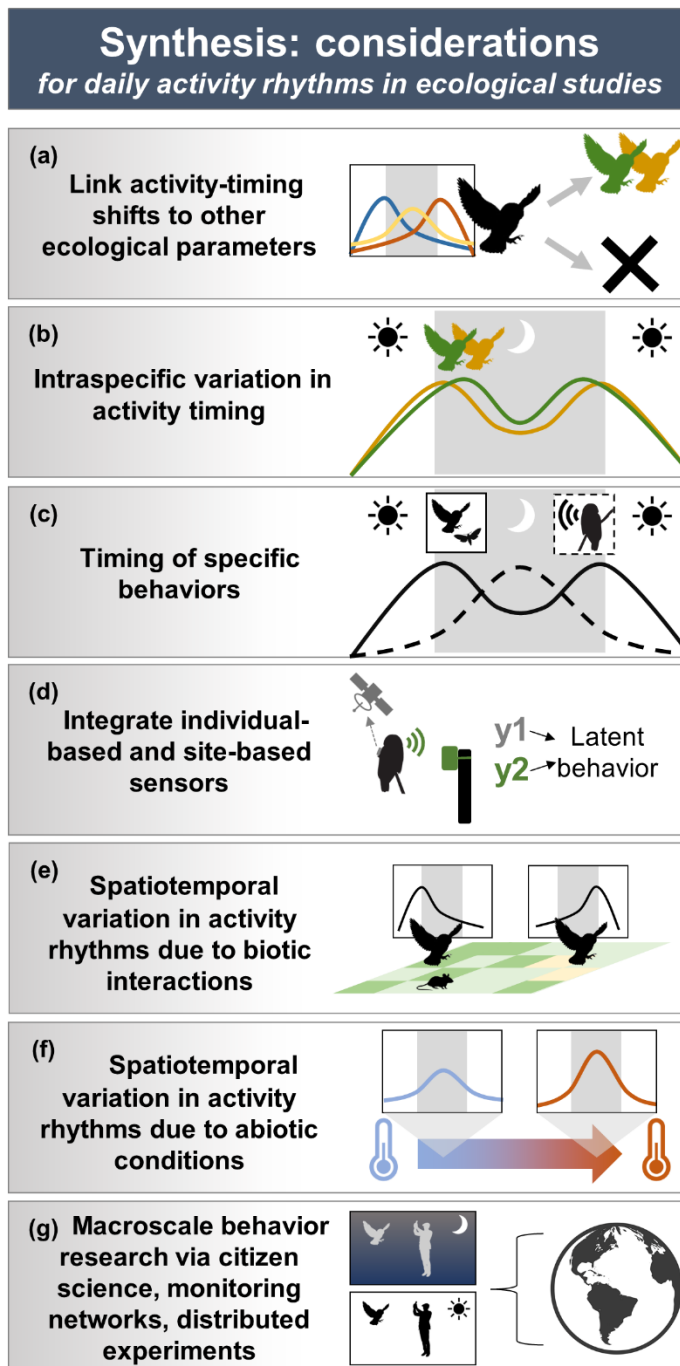 Synthesis: considerations
for daily activity rhythms in ecological studies
(a)
Link activity-timing
shifts to other
ecological parameters
(b)
Intraspecific variation in
activity timing
(c)
Timing of specific
behaviors
(d)
Integrate individual-
based and site-based
sensors
y1
y2
Latent
behavior
(e)
Spatiotemporal
variation in activity
rhythms due to biotic
interactions
(f)
Spatiotemporal
variation in activity
rhythms due to abiotic
conditions
(g)
Macroscale behavior
research via citizen
science, monitoring
networks, distributed
experiments